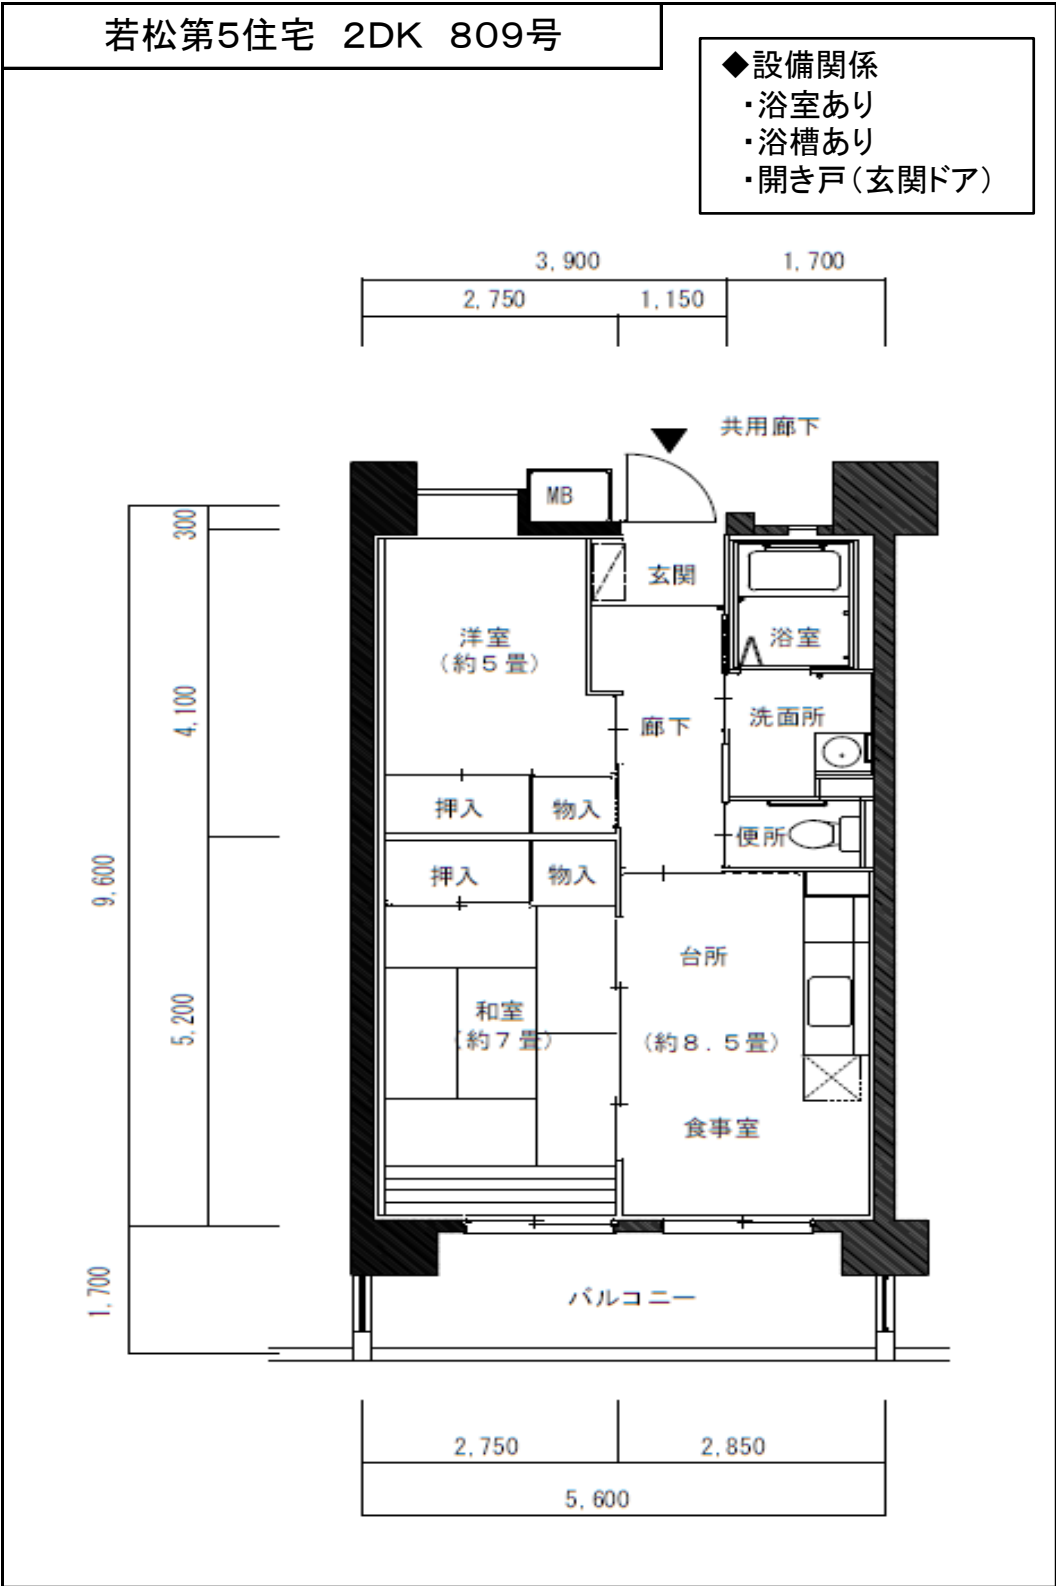 若松第5住宅 2DK 809号
◆設備関係
・浴室あり
・浴槽あり
・開き戸（玄関ドア）
3,900
1,700
2,750
1,150
共用廊下
MB
300
玄関
洋室
（約５畳）
浴室
4,100
廊下
洗面所
押入
物入
便所
9,600
押入
物入
台所
5,200
和室
（約７畳）
（約８.５畳）
食事室
1,700
バルコニー
2,750
2,850
5,600